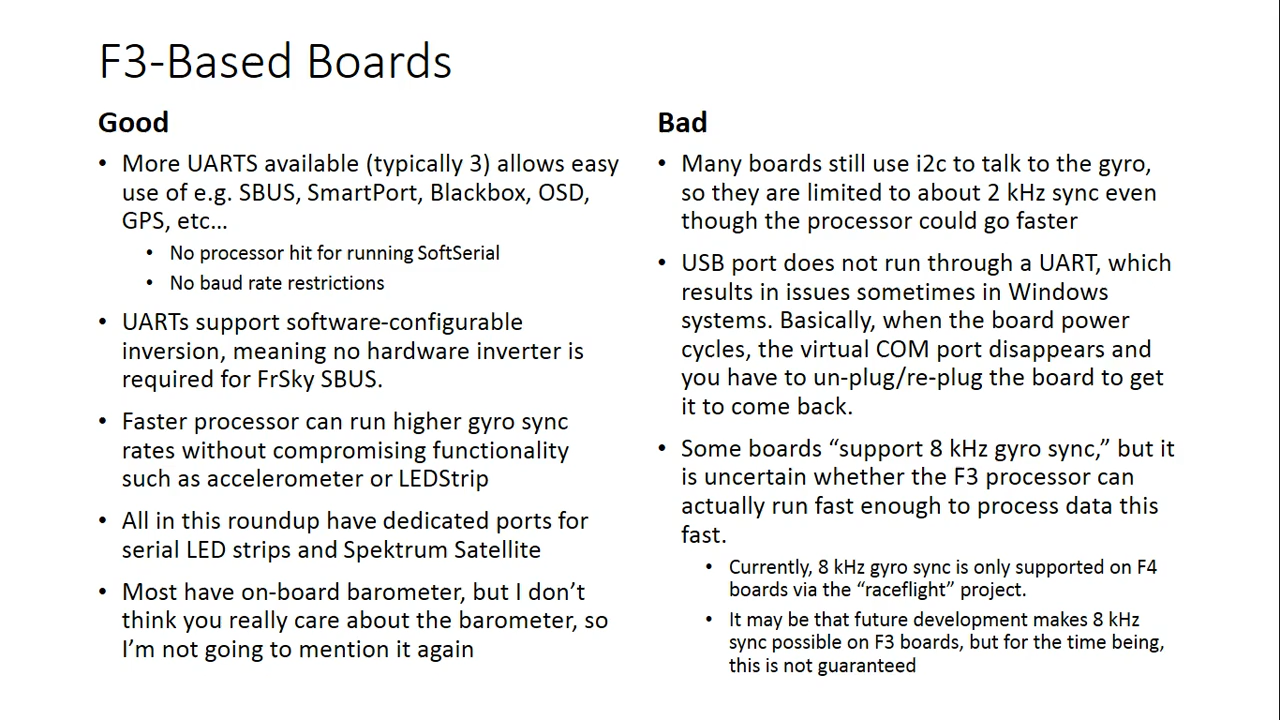 F3-Based Boards
Good
• More UARTS available (typically 3) allows easy
use of e.g. SBUS, SmartPort, Blackbox, OSD,
GPS, etc…
• No processor hit for running SoftSerial
• No baud rate restrictions
• UARTs support software-configurable
inversion, meaning no hardware inverter is
required for FrSky SBUS.
• Faster processor can run higher gyro sync
rates without compromising functionality
such as accelerometer or LEDStrip
• All in this roundup have dedicated ports for
serial LED strips and Spektrum Satellite
• Most have on-board barometer, but I don’t
think you really care about the barometer, so
I’m not going to mention it again
Bad
• Many boards still use i2c to talk to the gyro,
so they are limited to about 2 kHz sync even
though the processor could go faster
• USB port does not run through a UART, which
results in issues sometimes in Windows
systems. Basically, when the board power
cycles, the virtual COM port disappears and
you have to un-plug/re-plug the board to get
it to come back.
• Some boards “support 8 kHz gyro sync,” but it
is uncertain whether the F3 processor can
actually run fast enough to process data this
fast.
• Currently, 8 kHz gyro sync is only supported on F4
boards via the “raceflight” project.
• It may be that future development makes 8 kHz
sync possible on F3 boards, but for the time being,
this is not guaranteed